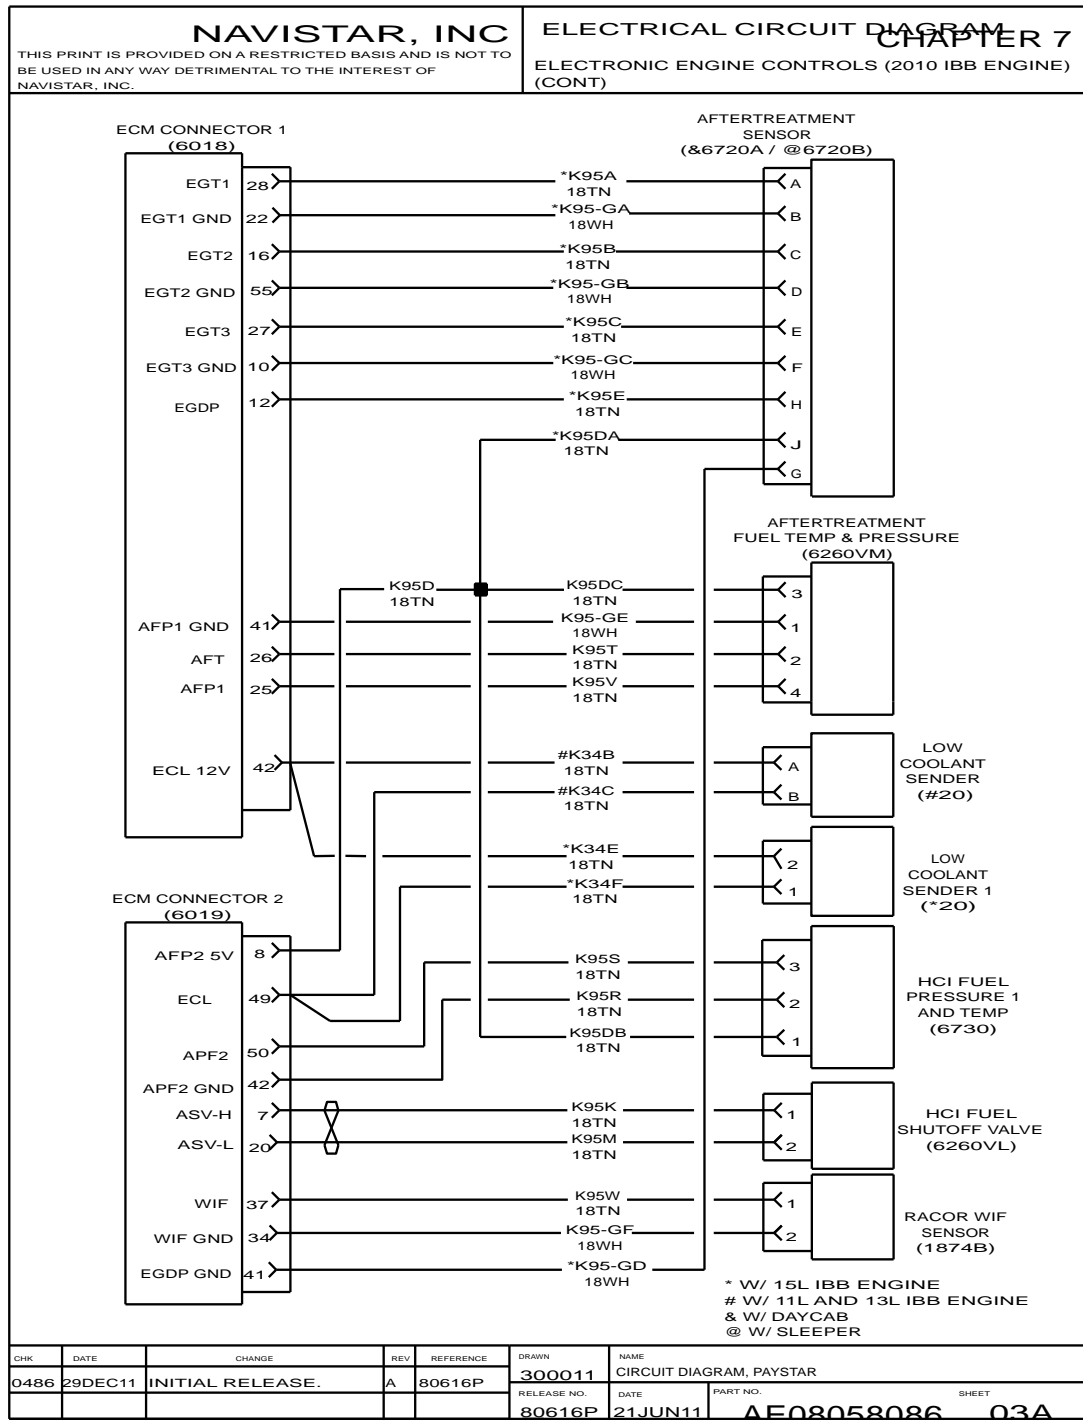 NAVISTAR, INC
THIS PRINT IS PROVIDED ON A RESTRICTED BASIS AND IS NOT TO
BE USED IN ANY WAY DETRIMENTAL TO THE INTEREST OF
NAVISTAR, INC.
ELECTRICAL CIRCUIT DIAGRAM
CHAPTER 7
ELECTRONIC ENGINE CONTROLS (2010 IBB ENGINE)
(CONT)
ECM CONNECTOR 1
(6018)
EGT1 28
EGT1 GND 22
EGT2 16
EGT2 GND 55
EGT3 27
EGT3 GND 10
EGDP 12
AFP1 GND 41
AFT 26
AFP1 25
ECL 12V 42
*K95A
18TN
*K95-GA
18WH
*K95B
18TN
*K95-GB
18WH
*K95C
18TN
*K95-GC
18WH
*K95E
18TN
*K95DA
18TN
AFTERTREATMENT
SENSOR
(&6720A / @6720B)
A
B
C
D
E
F
H
J
G
K95D
18TN
K95DC
18TN
K95-GE
18WH
K95T
18TN
K95V
18TN
AFTERTREATMENT
FUEL TEMP & PRESSURE
(6260VM)
3
1
2
4
#K34B
18TN
#K34C
18TN
A
B
LOW
COOLANT
SENDER
(#20)
*K34E
18TN
*K34F
18TN
2
1
LOW
COOLANT
SENDER 1
(*20)
ECM CONNECTOR 2
(6019)
AFP2 5V 8
ECL 49
APF2 50
APF2 GND 42
ASV-H 7
ASV-L 20
WIF 37
WIF GND 34
EGDP GND 41
K95S
18TN
K95R
18TN
K95DB
18TN
3
2
1
HCI FUEL
PRESSURE 1
AND TEMP
(6730)
K95K
18TN
K95M
18TN
1
2
HCI FUEL
SHUTOFF VALVE
(6260VL)
K95W
18TN
K95-GF
18WH
*K95-GD
18WH
1
2
RACOR WIF
SENSOR
(1874B)
* W/ 15L IBB ENGINE
# W/ 11L AND 13L IBB ENGINE
& W/ DAYCAB
@ W/ SLEEPER
CHK DATE CHANGE REV REFERENCE
0486 29DEC11 INITIAL RELEASE. A 80616P
DRAWN
300011
NAME
CIRCUIT DIAGRAM, PAYSTAR
RELEASE NO.
80616P
DATE
21JUN11
PART NO.
AE08058086
SHEET
03A